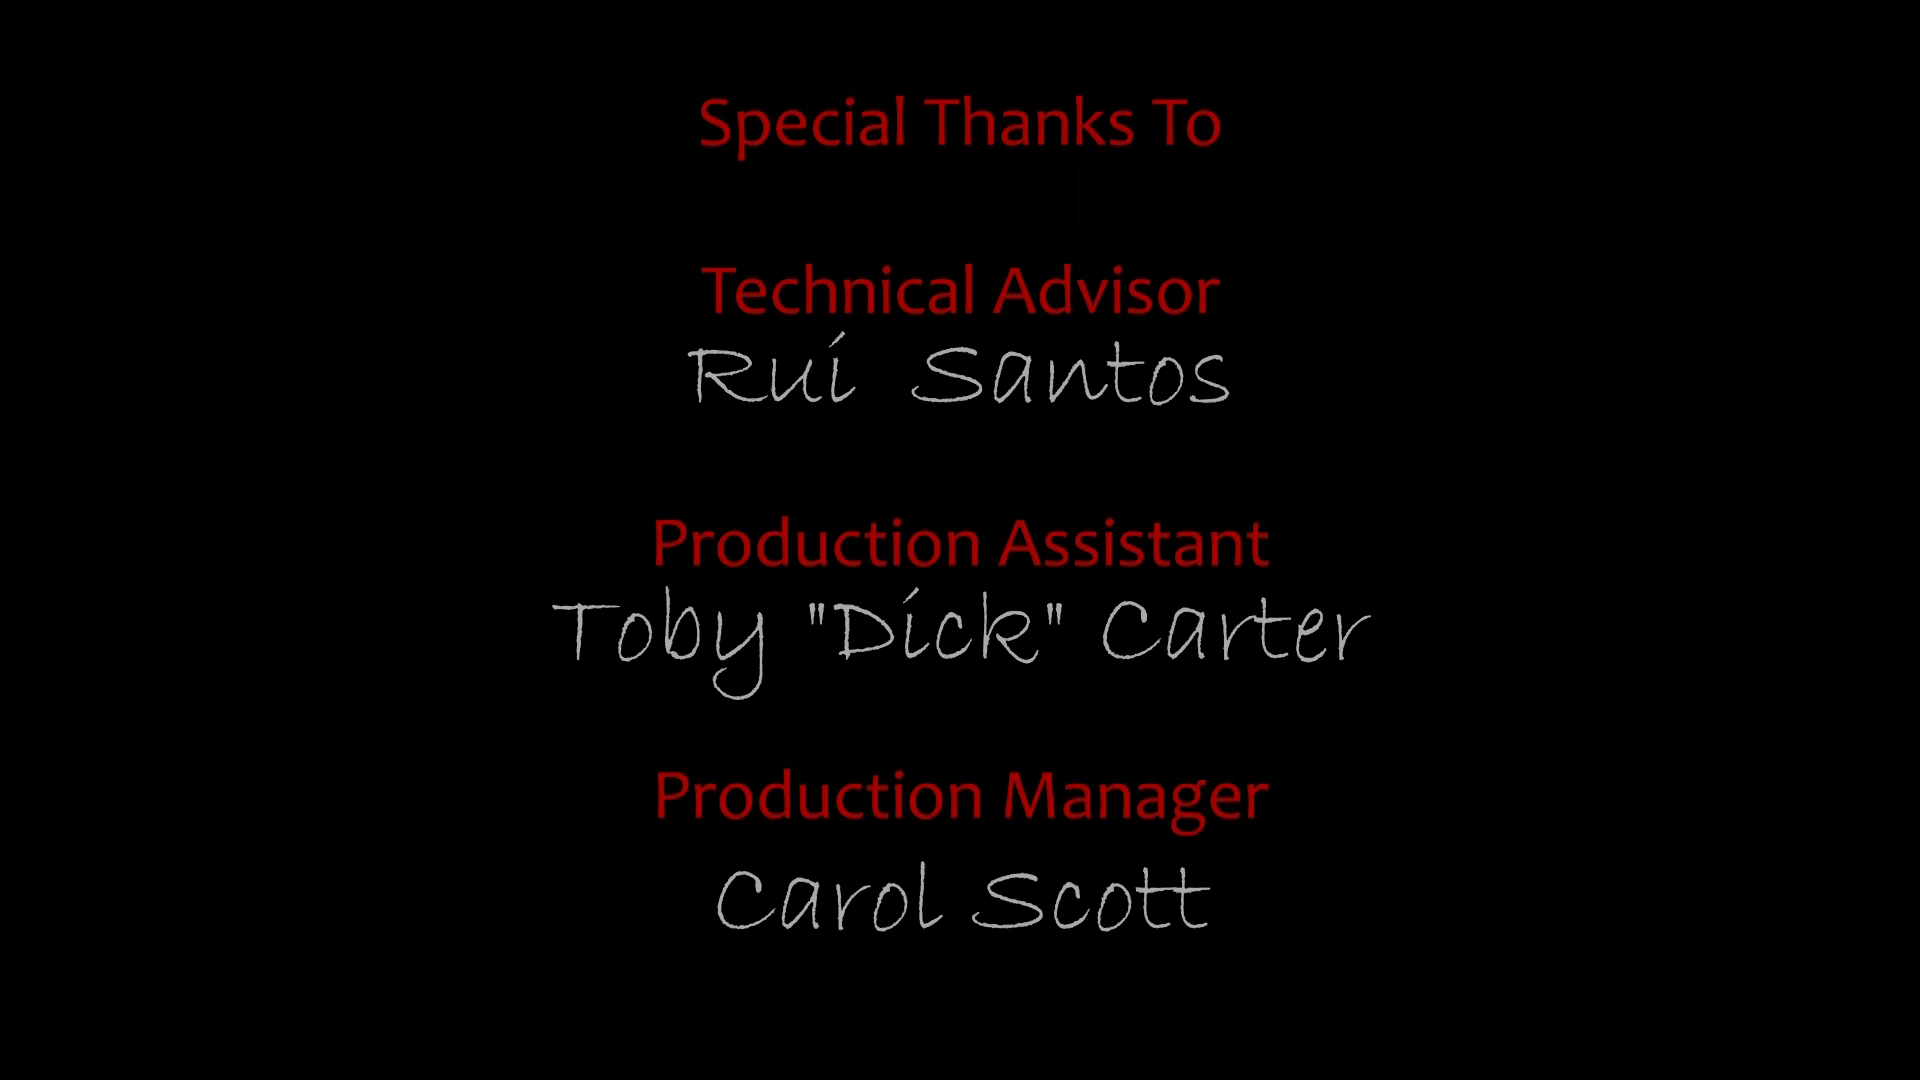 Special Thanks To
Technical Advisor
Rui Santos
Production Assistant
Toby "Dick" Carter
Production Manager
Carol Scott